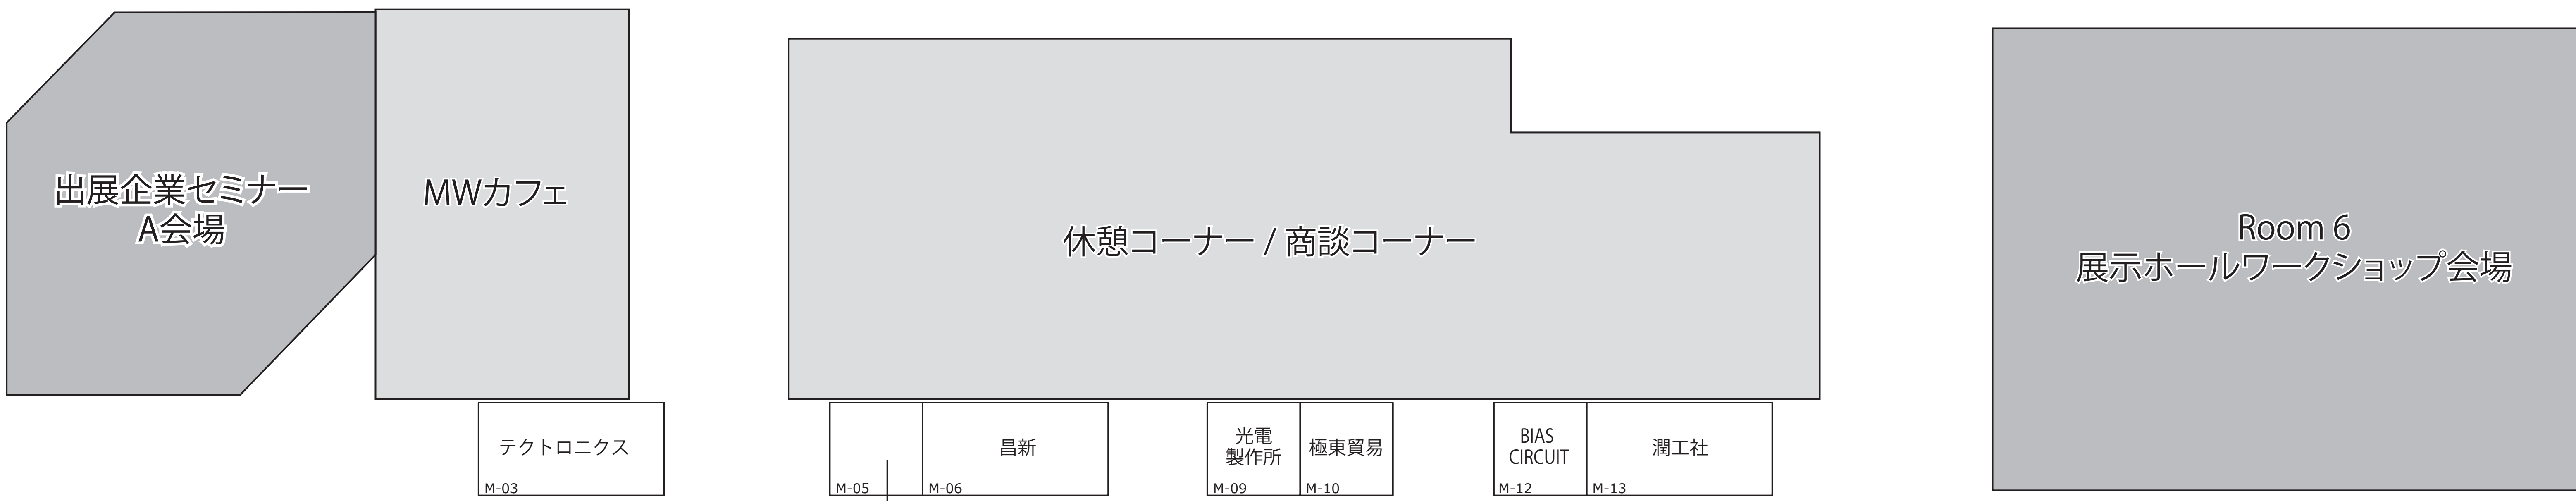 出展企業セミナー
A会場
MWカフェ
休憩コーナー / 商談コーナー
Room 6
展示ホールワークショップ会場
テクトロニクス
M-03
M-05
昌新
M-06
光電
製作所
M-09
極東貿易
M-10
BIAS
CIRCUIT
M-12
潤工社
M-13